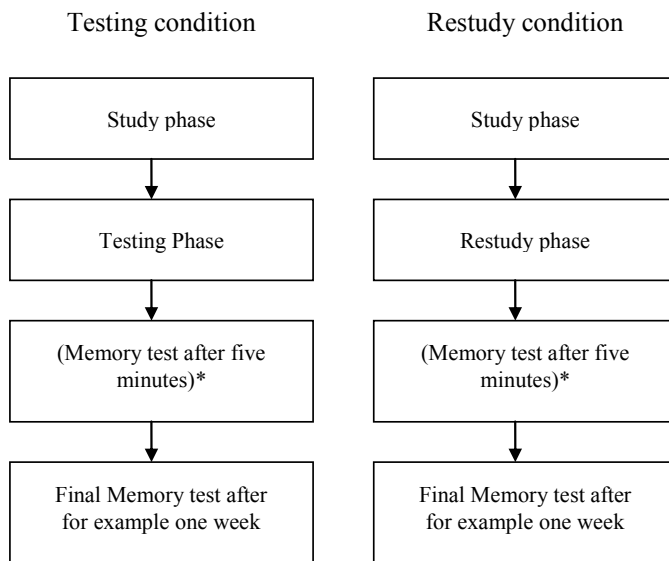 Testing condition
Study phase
Testing Phase
(Memory test after five
minutes)*
Final Memory test after
for example one week
Restudy condition
Study phase
Restudy phase
(Memory test after five
minutes)*
Final Memory test after
for example one week